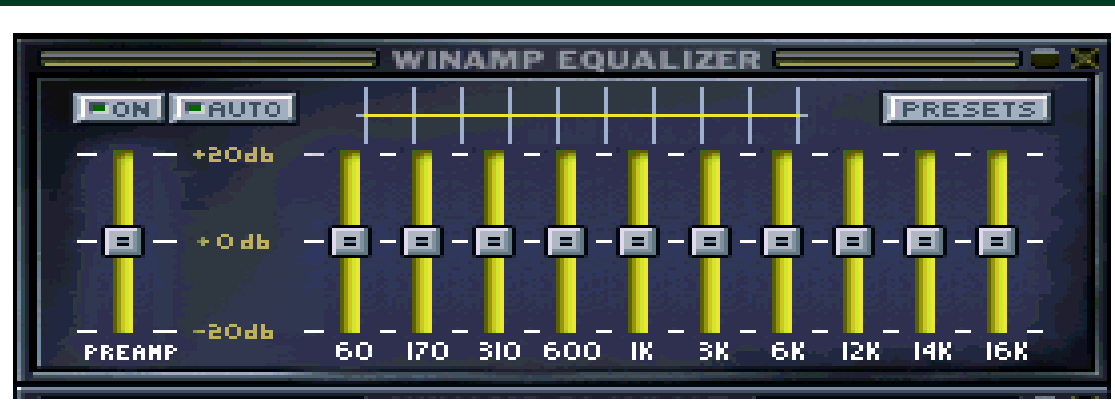 WINAMP EQUALIZER
ON AUTO PRESETS
+20db
+0db
-20db
PREAMP 60 170 310 600 1K 3K 6K 12K 14K 16K